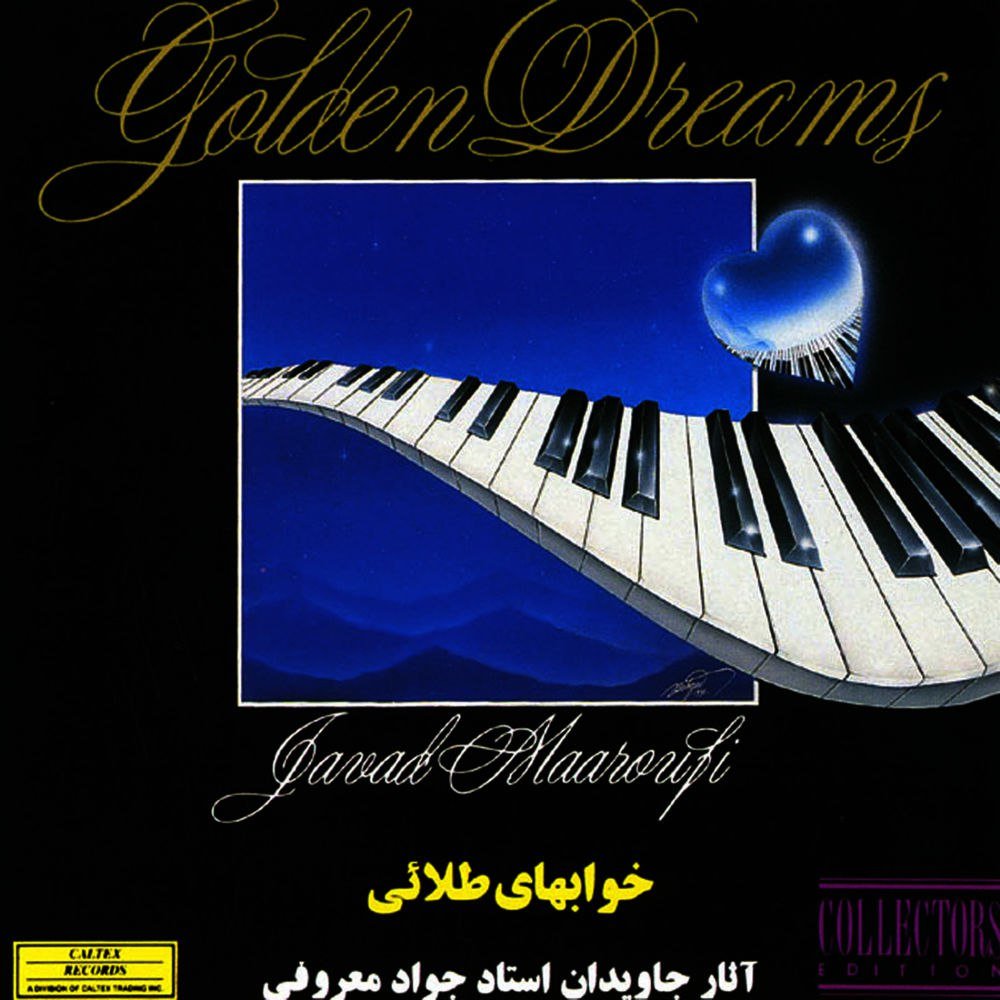 Golden Dreams
Javad Maaroufi
خوابهای طلائی
آثار جاویدان استاد جواد معروفی
CALTEX
RECORDS
A DIVISION OF CALTEX TRADING INC.
COLLECTORS
EDITION